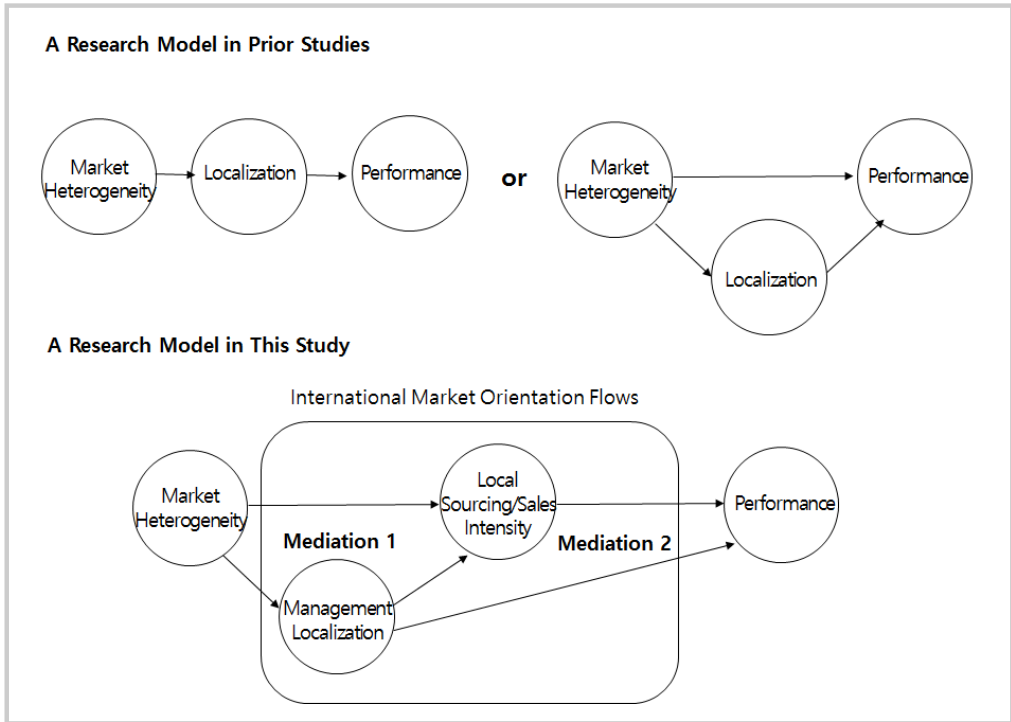 A Research Model in Prior Studies
Market
Heterogeneity
Localization
Performance
or
Market
Heterogeneity
Performance
Localization
A Research Model in This Study
International Market Orientation Flows
Market
Heterogeneity
Local
Sourcing/Sales
Intensity
Performance
Mediation 1
Mediation 2
Management
Localization